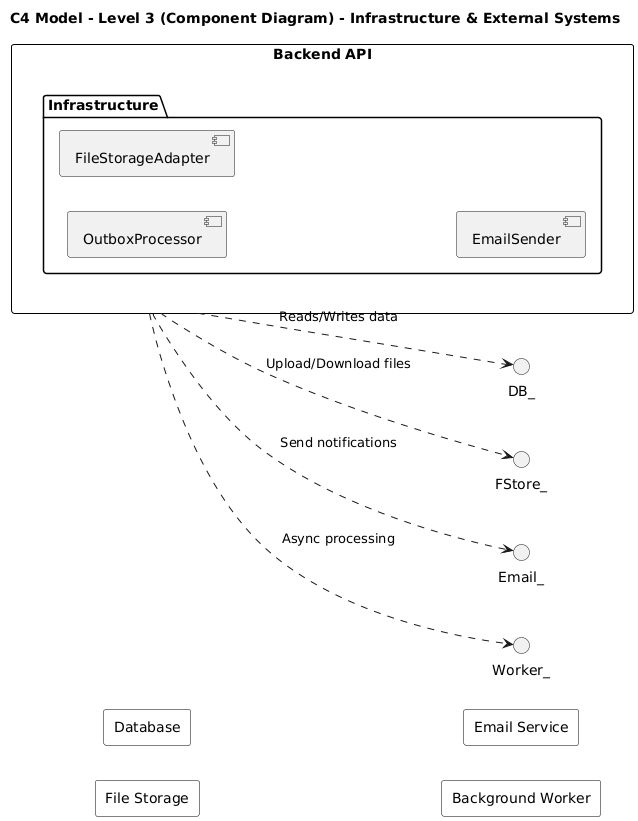 C4 Model - Level 3 (Component Diagram) - Infrastructure & External Systems
Backend API
Infrastructure
FileStorageAdapter
OutboxProcessor
EmailSender
Reads/Writes data
DB_
Upload/Download files
FStore_
Send notifications
Email_
Async processing
Worker_
Database
Email Service
File Storage
Background Worker